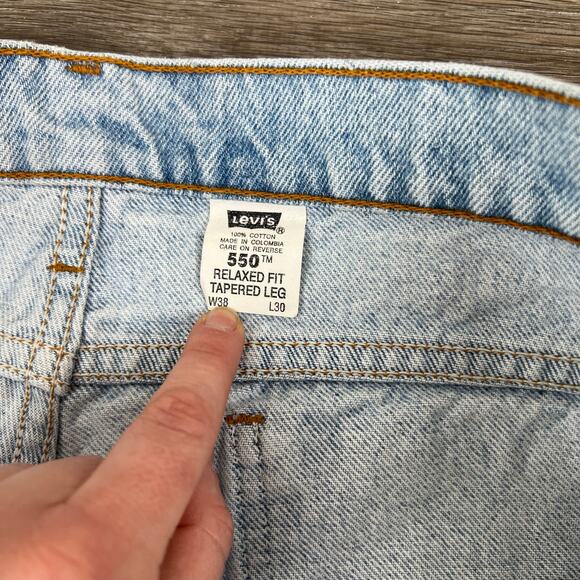 Levi's ®
100% COTTON
MADE IN COLOMBIA
CARE ON REVERSE
550™
RELAXED FIT
TAPERED LEG
W38 L30